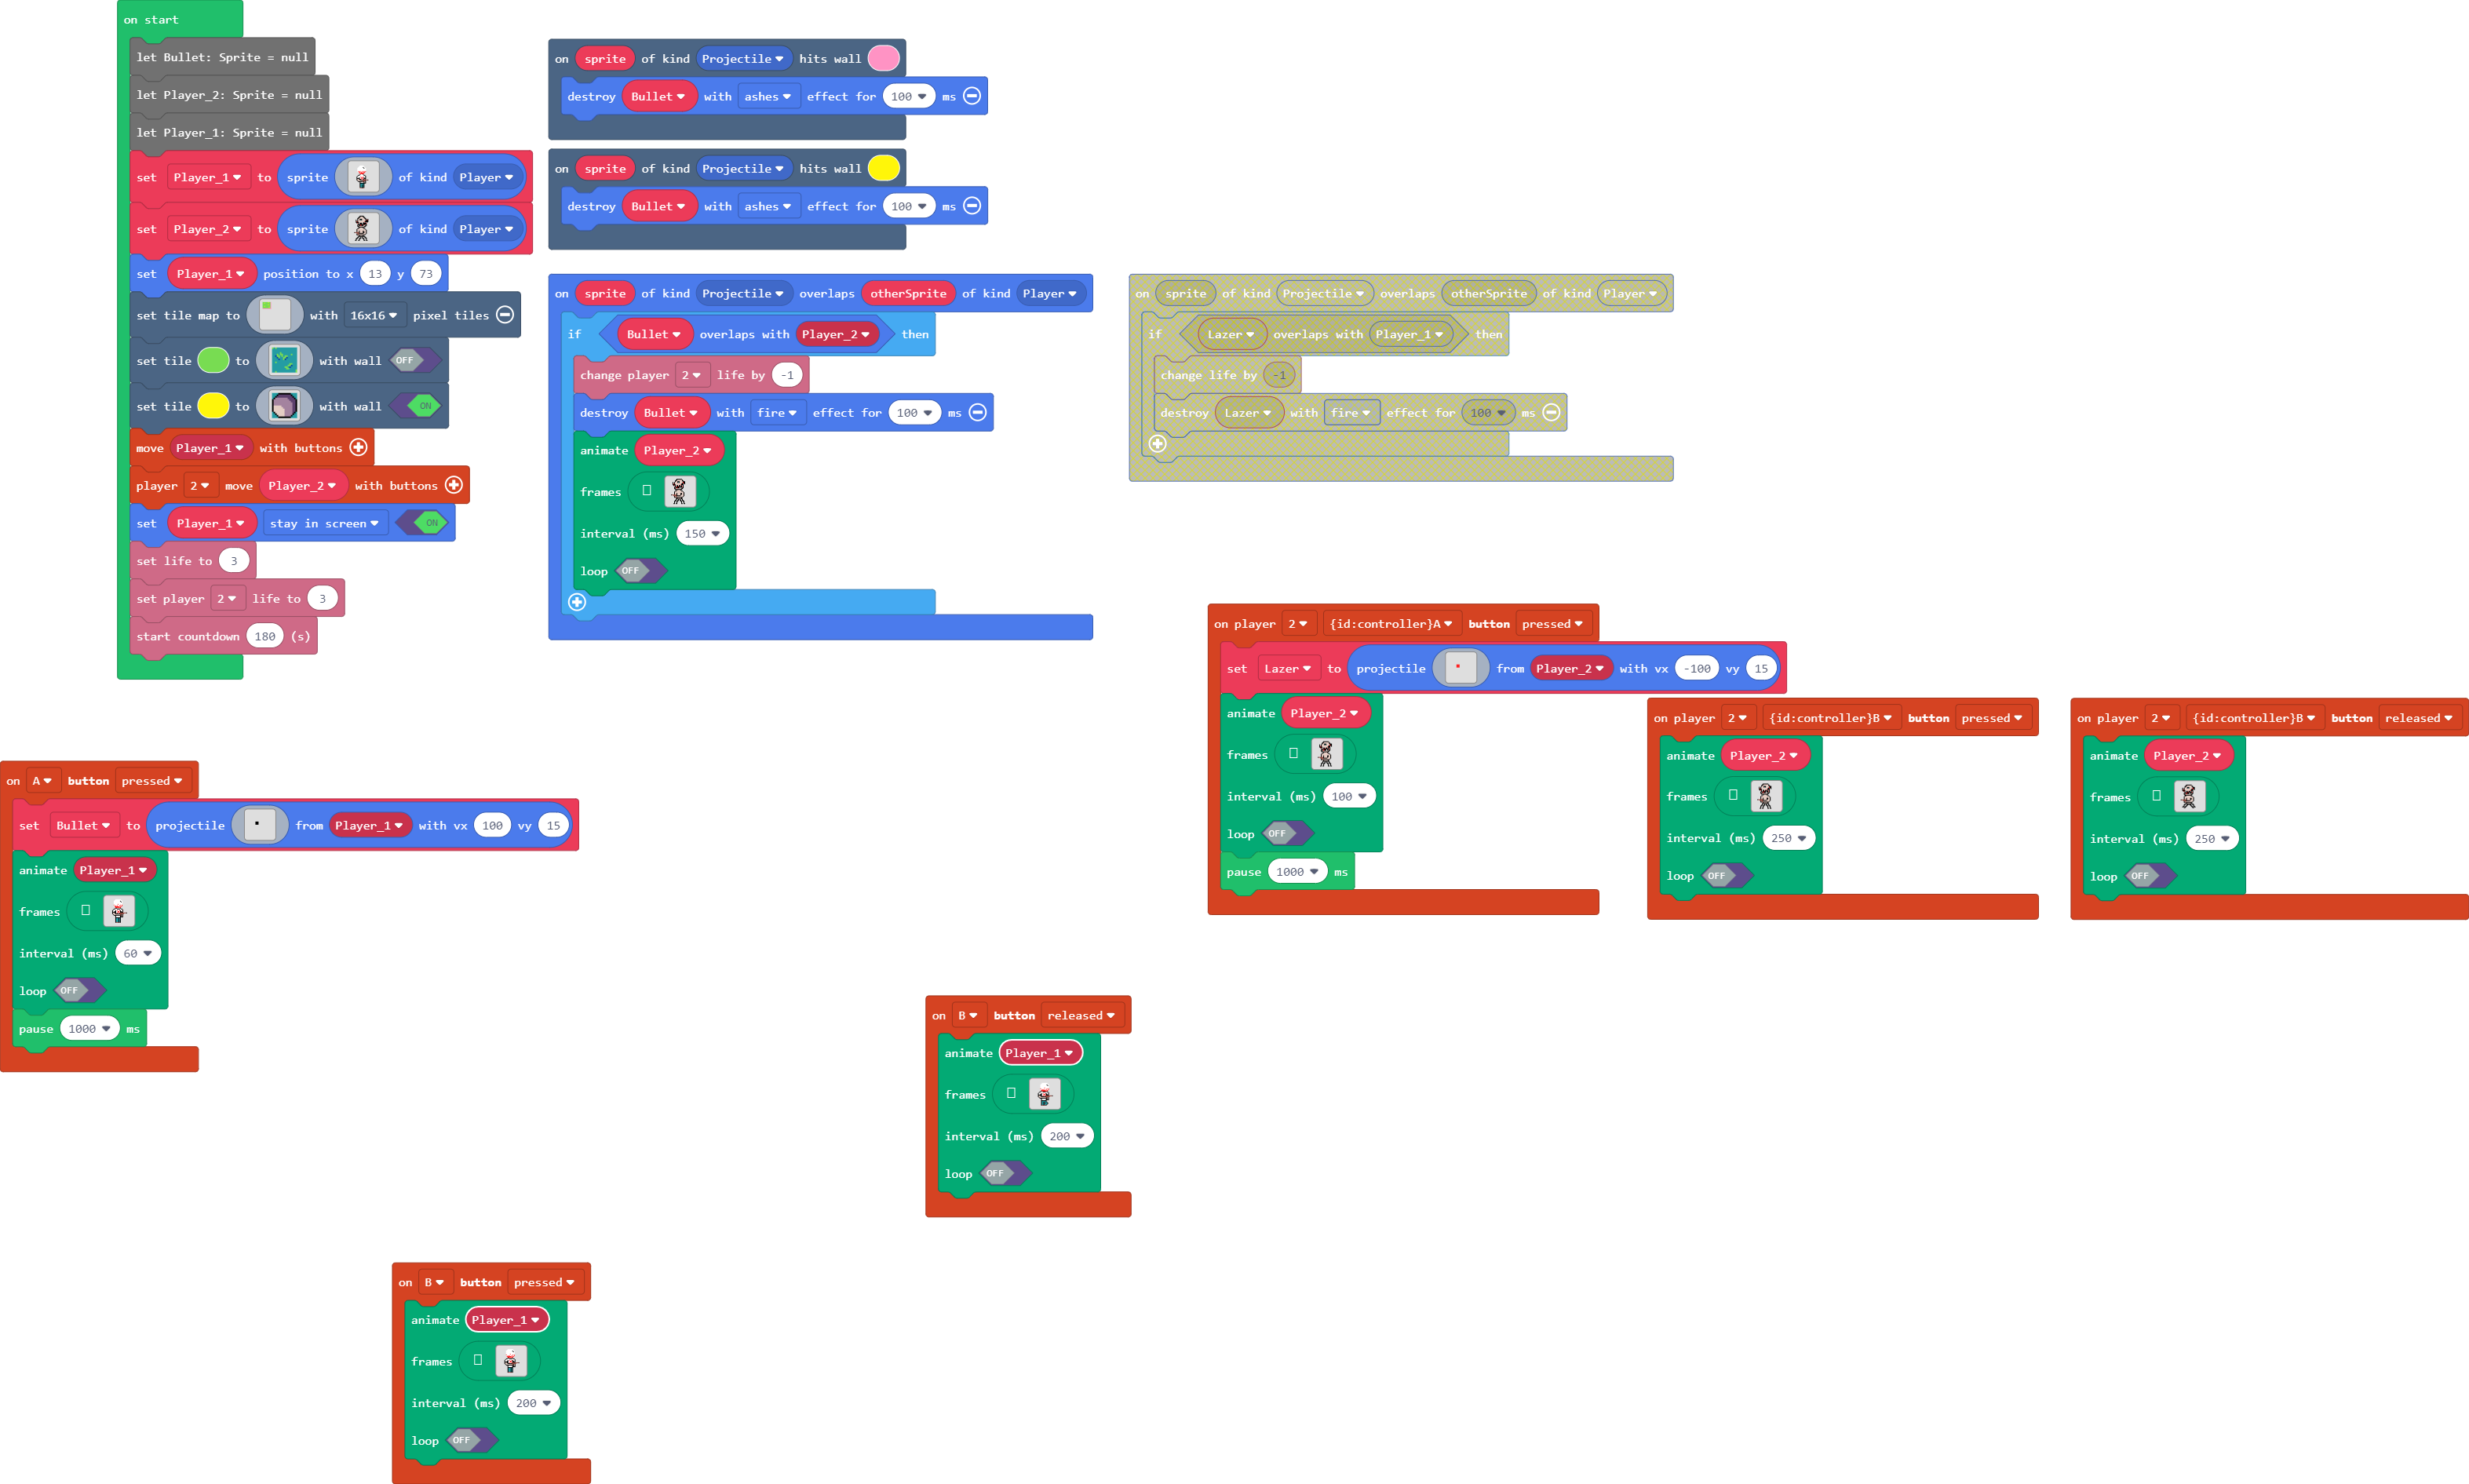 on start
let Bullet: Sprite = null
let Player_2: Sprite = null
let Player_1: Sprite = null
set Player_1 to sprite of kind Player
set Player_2 to sprite of kind Player
set Player_1 position to x 13 y 73
set tile map to with 16x16 pixel tiles
set tile to with wall OFF
set tile to with wall ON
move Player_1 with buttons
player 2 move Player_2 with buttons
set Player_1 stay in screen ON
set life to 3
set player 2 life to 3
start countdown 180 (s)
on sprite of kind Projectile hits wall
destroy Bullet with ashes effect for 100 ms
on sprite of kind Projectile hits wall
destroy Bullet with ashes effect for 100 ms
on sprite of kind Projectile overlaps otherSprite of kind Player
if Bullet overlaps with Player_2 then
change player 2 life by -1
destroy Bullet with fire effect for 100 ms
animate Player_2
frames
interval (ms) 150
loop OFF
on sprite of kind Projectile overlaps otherSprite of kind Player
if Lazer overlaps with Player_1 then
change life by -1
destroy Lazer with fire effect for 100 ms
on player 2 {id:controller}A button pressed
set Lazer to projectile from Player_2 with vx -100 vy 15
animate Player_2
frames
interval (ms) 100
loop OFF
pause 1000 ms
on player 2 {id:controller}B button pressed
animate Player_2
frames
interval (ms) 250
loop OFF
on player 2 {id:controller}B button released
animate Player_2
frames
interval (ms) 250
loop OFF
on A button pressed
set Bullet to projectile from Player_1 with vx 100 vy 15
animate Player_1
frames
interval (ms) 60
loop OFF
pause 1000 ms
on B button released
animate Player_1
frames
interval (ms) 200
loop OFF
on B button pressed
animate Player_1
frames
interval (ms) 200
loop OFF